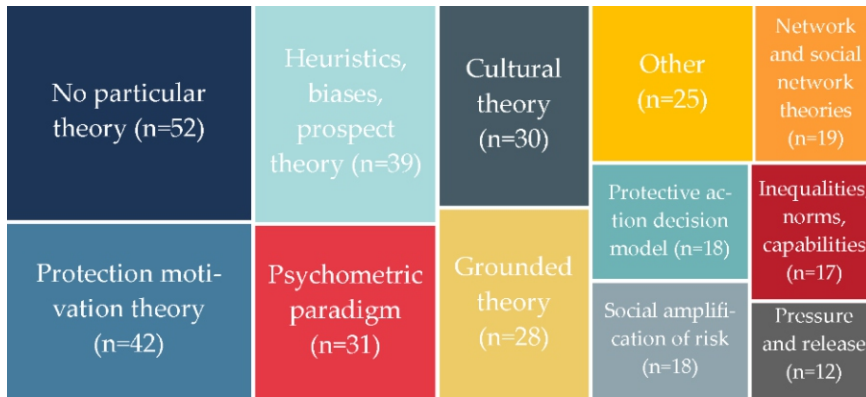 No particular
theory (n=52)
Protection moti-
vation theory
(n=42)
Heuristics,
biases,
prospect
theory (n=39)
Psychometric
paradigm
(n=31)
Cultural
theory
(n=30)
Grounded
theory
(n=28)
Other
(n=25)
Protective ac-
tion decision
model (n=18)
Social amplifi-
cation of risk
(n=18)
Network
and social
network
theories
(n=19)
Inequalities,
norms,
capabilities
(n=17)
Pressure
and release
(n=12)